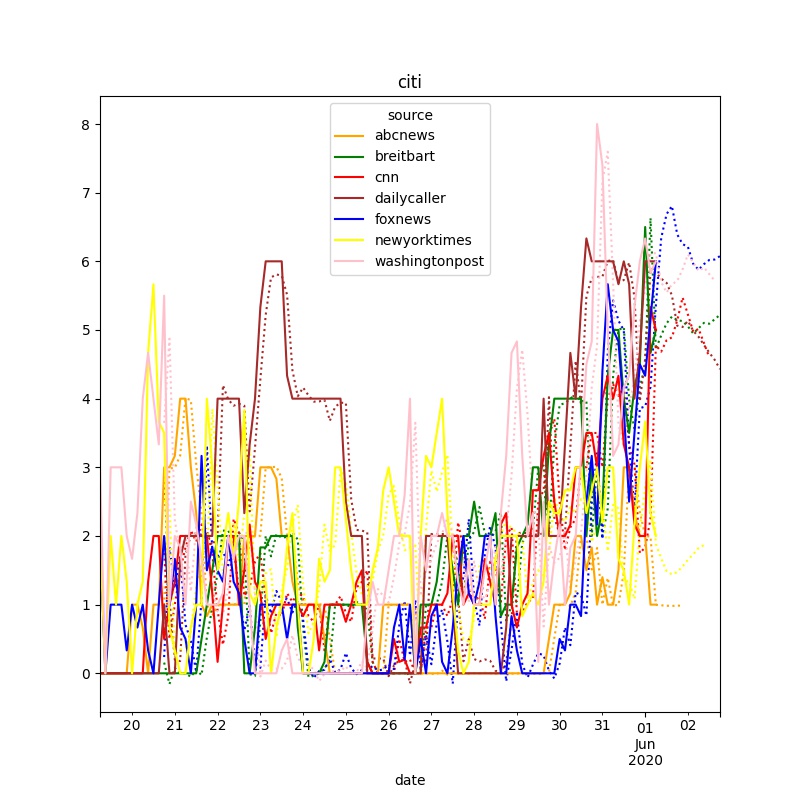 citi
source
abcnews
breitbart
cnn
dailycaller
foxnews
newyorktimes
washingtonpost
8
7
6
5
4
3
2
1
0
20 21 22 23 24 25 26 27 28 29 30 31 01 02
Jun
2020
date